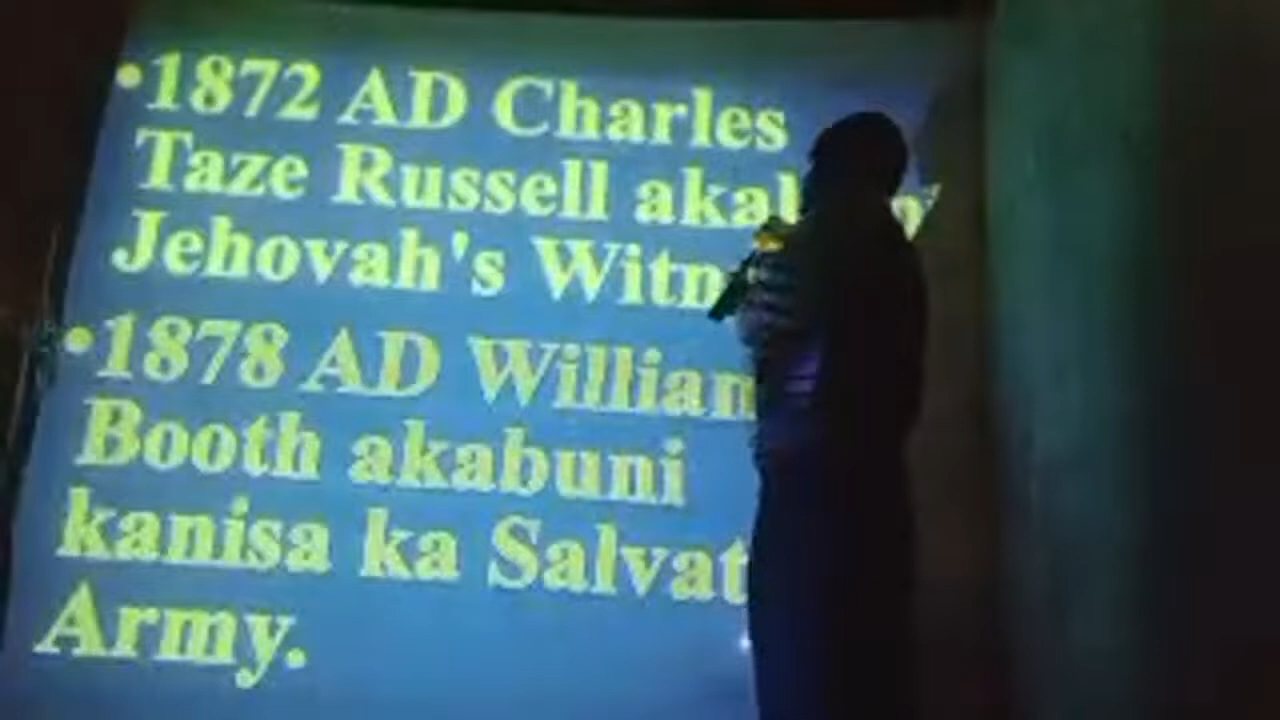 •1872 AD Charles
Taze Russell
Jehovah's
•1878 AD
Booth akabuni
kanisa ka
Army.